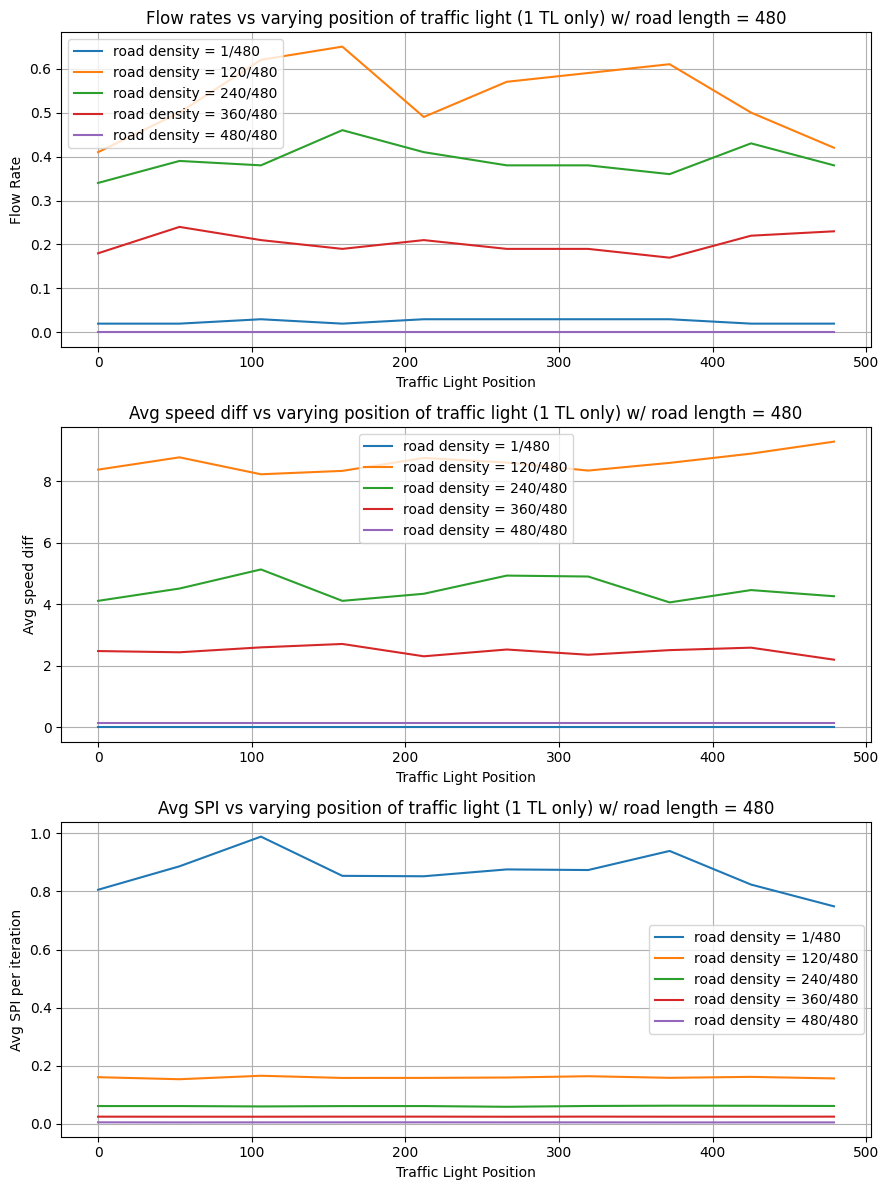 Flow rates vs varying position of traffic light (1 TL only) w/ road length = 480
road density = 1/480
road density = 120/480
road density = 240/480
road density = 360/480
road density = 480/480
0.6
0.5
0.4
0.3
0.2
0.1
0.0
Flow Rate
0 100 200 300 400 500
Traffic Light Position
Avg speed diff vs varying position of traffic light (1 TL only) w/ road length = 480
road density = 1/480
road density = 120/480
road density = 240/480
road density = 360/480
road density = 480/480
8
6
4
2
0
Avg speed diff
0 100 200 300 400 500
Traffic Light Position
Avg SPI vs varying position of traffic light (1 TL only) w/ road length = 480
1.0
0.8
0.6
0.4
0.2
0.0
Avg SPI per iteration
road density = 1/480
road density = 120/480
road density = 240/480
road density = 360/480
road density = 480/480
0 100 200 300 400 500
Traffic Light Position